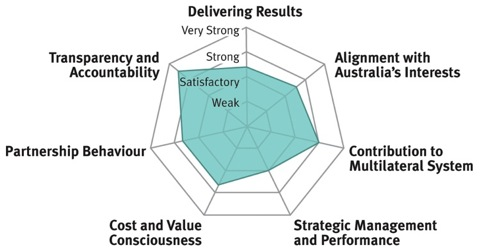 Delivering Results
Very Strong
Strong
Satisfactory
Weak
Transparency and
Accountability
Alignment with
Australia's Interests
Partnership Behaviour
Contribution to
Multilateral System
Cost and Value
Consciousness
Strategic Management
and Performance